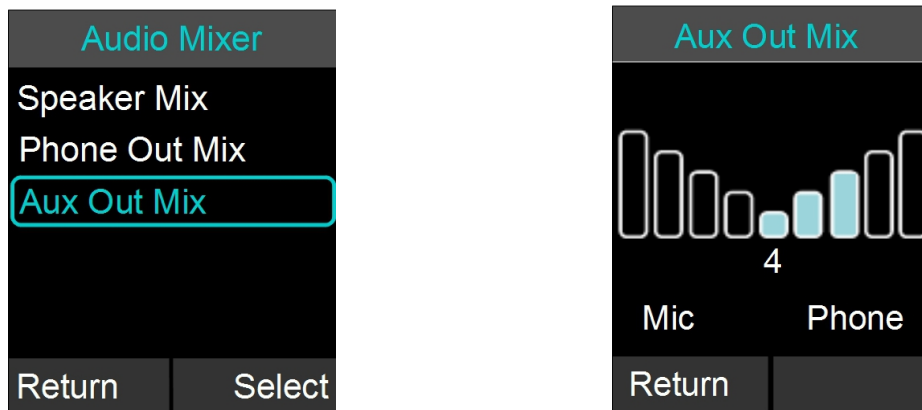 Audio Mixer
Speaker Mix
Phone Out Mix
Aux Out Mix
Return Select
Aux Out Mix
4
Mic Phone
Return